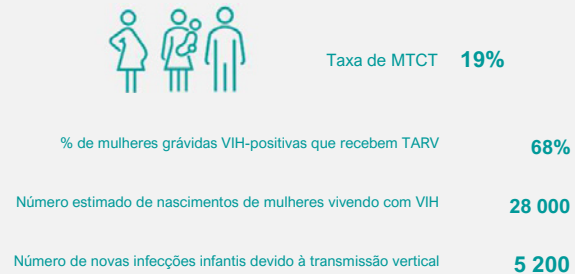 Taxa de MTCT 19%
% de mulheres grávidas VIH-positivas que recebem TARV 68%
Número estimado de nascimentos de mulheres vivendo com VIH 28 000
Número de novas infecções infantis devido à transmissão vertical 5 200